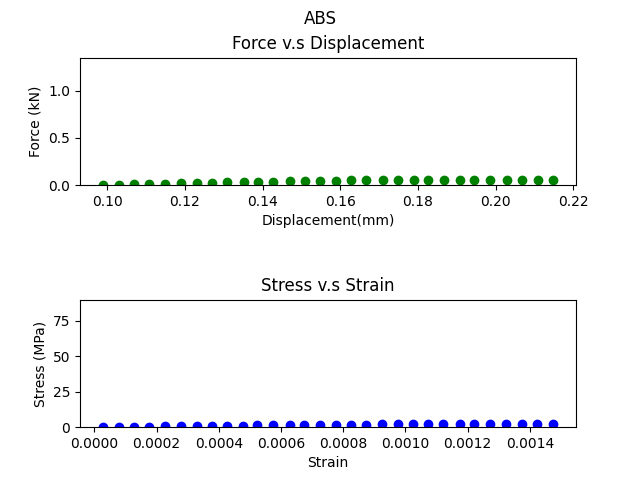 ABS
Force v.s Displacement
1.0
0.5
0.0
Force (kN)
0.10 0.12 0.14 0.16 0.18 0.20 0.22
Displacement(mm)
Stress v.s Strain
75
50
25
0
Stress (MPa)
0.0000 0.0002 0.0004 0.0006 0.0008 0.0010 0.0012 0.0014
Strain